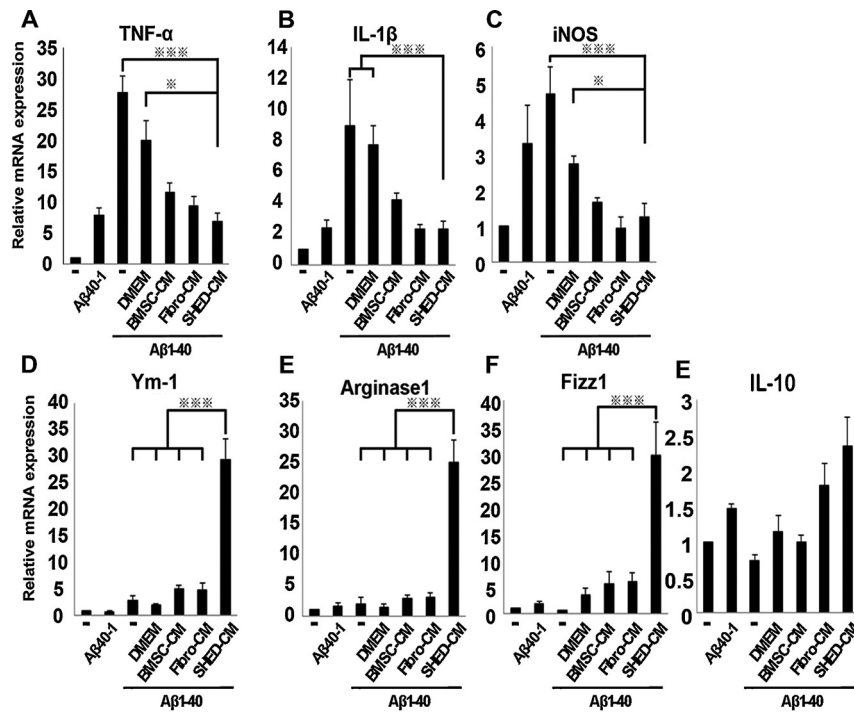 A
TNF-α
※※※
※
Relative mRNA expression
35
30
25
20
15
10
5
0
-
Aβ40-1
-
DMEM
BMSC-CM
Fibro-CM
SHED-CM
Aβ1-40
B
IL-1β
※※※
14
12
10
8
6
4
2
0
-
Aβ40-1
-
DMEM
BMSC-CM
Fibro-CM
SHED-CM
Aβ1-40
C
iNOS
※※※
※
6
5
4
3
2
1
0
-
Aβ40-1
-
DMEM
BMSC-CM
Fibro-CM
SHED-CM
Aβ1-40
D
Ym-1
※※※
Relative mRNA expression
40
35
30
25
20
15
10
5
0
-
Aβ40-1
-
DMEM
BMSC-CM
Fibro-CM
SHED-CM
Aβ1-40
E
Arginase1
※※※
35
30
25
20
15
10
5
0
-
Aβ40-1
-
DMEM
BMSC-CM
Fibro-CM
SHED-CM
Aβ1-40
F
Fizz1
※※※
40
35
30
25
20
15
10
5
0
-
Aβ40-1
-
DMEM
BMSC-CM
Fibro-CM
SHED-CM
Aβ1-40
E
IL-10
3
2.5
2
1.5
1
0.5
0
-
Aβ40-1
-
DMEM
BMSC-CM
Fibro-CM
SHED-CM
Aβ1-40